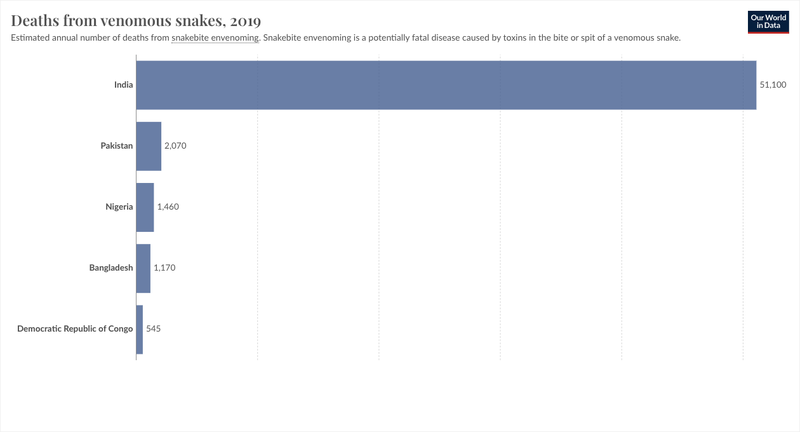 Deaths from venomous snakes, 2019
Our World
in Data
Estimated annual number of deaths from snakebite envenoming. Snakebite envenoming is a potentially fatal disease caused by toxins in the bite or spit of a venomous snake.
India 51,100
Pakistan 2,070
Nigeria 1,460
Bangladesh 1,170
Democratic Republic of Congo 545